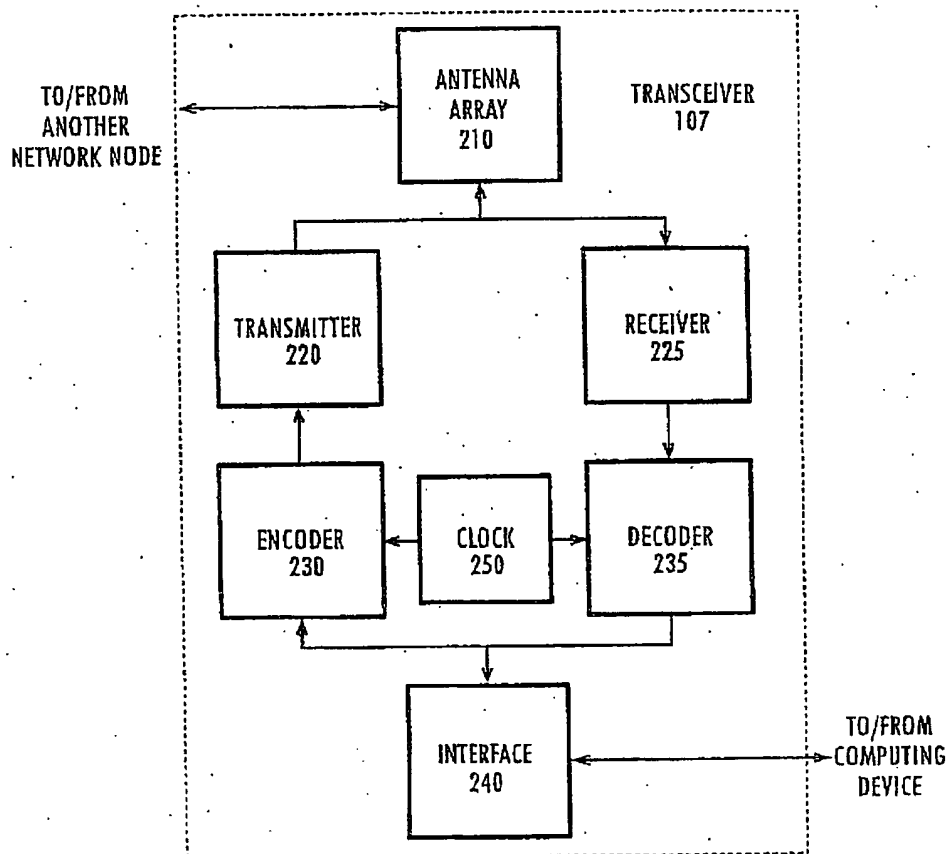 ANTENNA
ARRAY
210
TRANSCEIVER
107
TO/FROM
ANOTHER
NETWORK NODE
TRANSMITTER
220
RECEIVER
225
ENCODER
230
CLOCK
250
DECODER
235
INTERFACE
240
TO/FROM
COMPUTING
DEVICE